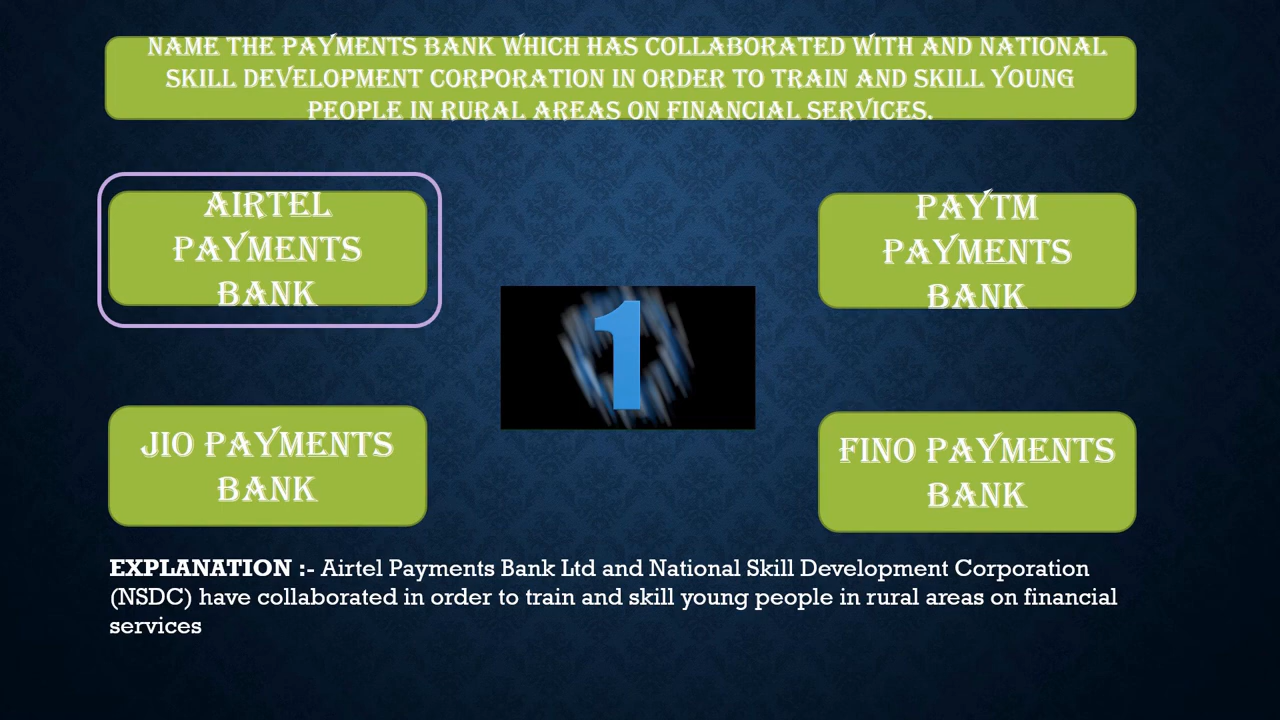 NAME THE PAYMENTS BANK WHICH HAS COLLABORATED WITH AND NATIONAL
SKILL DEVELOPMENT CORPORATION IN ORDER TO TRAIN AND SKILL YOUNG
PEOPLE IN RURAL AREAS ON FINANCIAL SERVICES.
AIRTEL
PAYMENTS
BANK
PAYTM
PAYMENTS
BANK
1
JIO PAYMENTS
BANK
FINO PAYMENTS
BANK
EXPLANATION :- Airtel Payments Bank Ltd and National Skill Development Corporation
(NSDC) have collaborated in order to train and skill young people in rural areas on financial
services